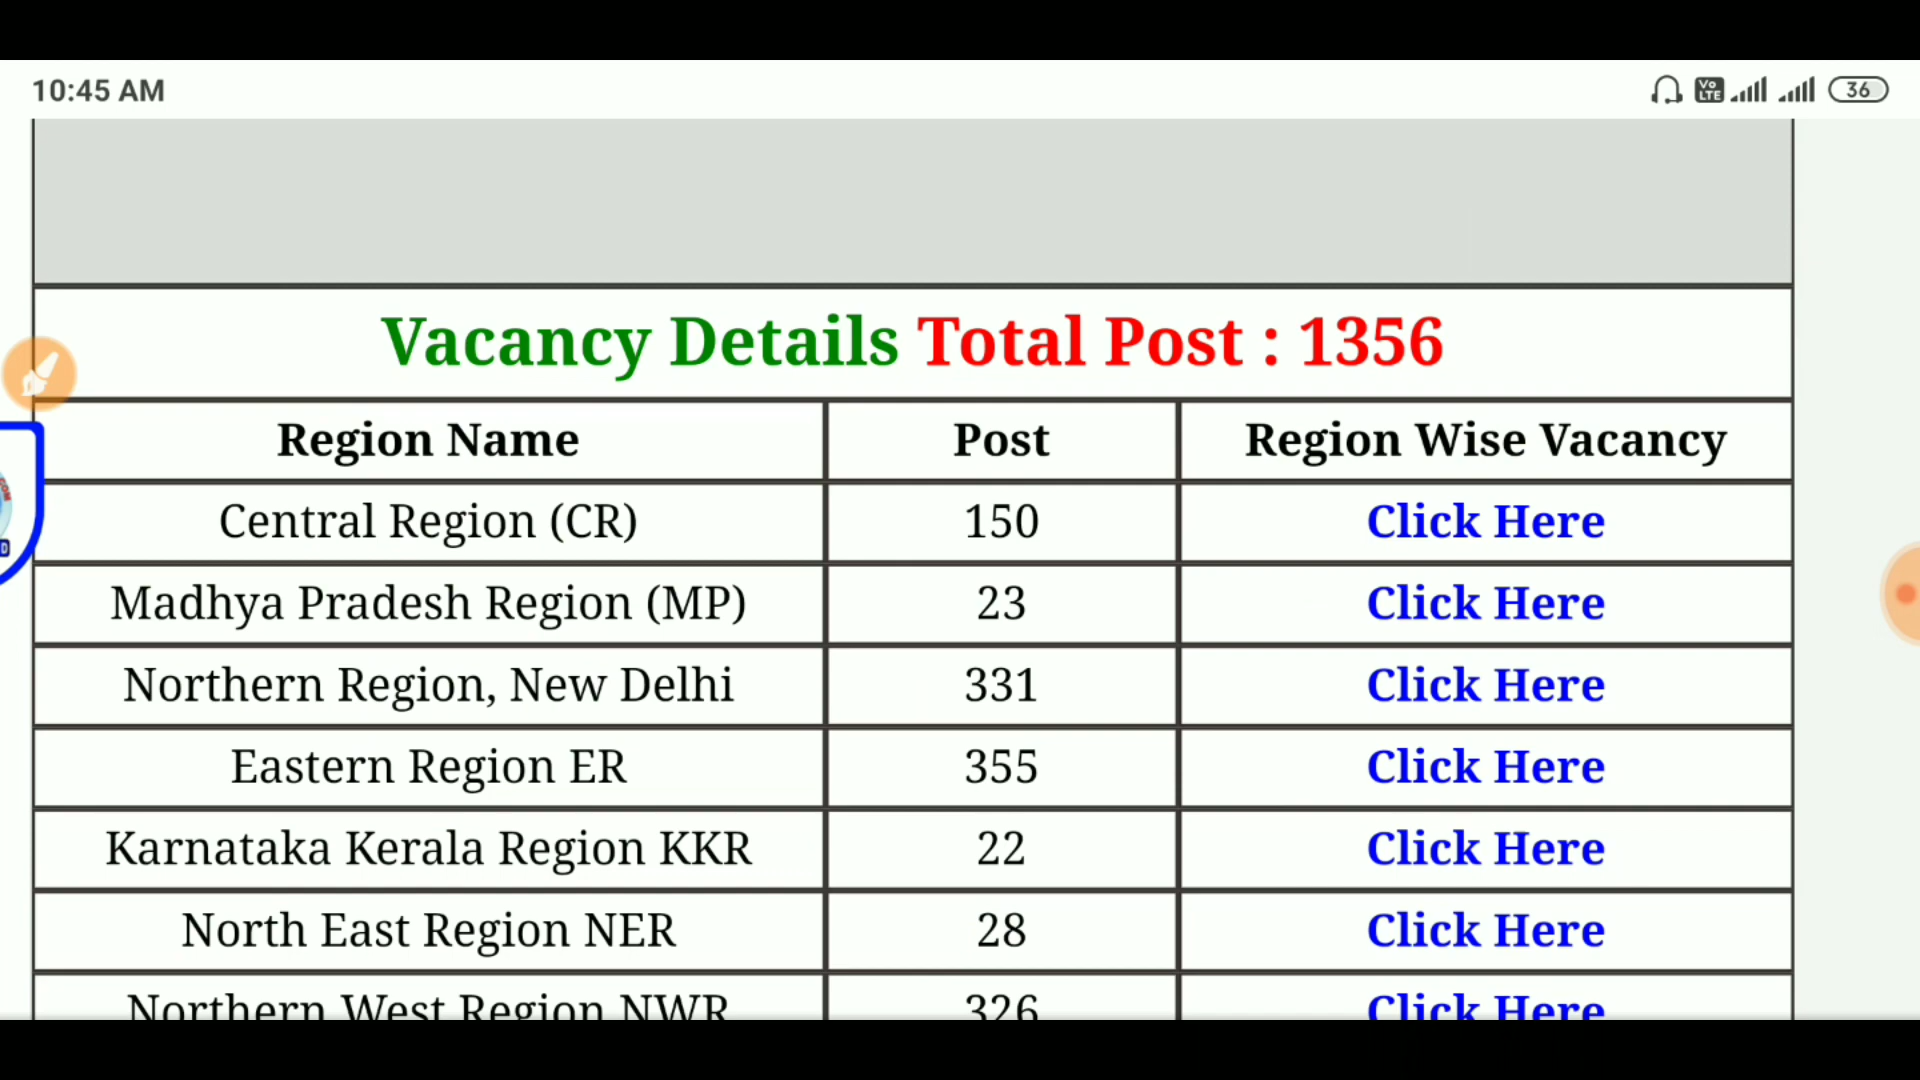 10:45 AM
Vo LTE 36
Vacancy Details Total Post : 1356
Region Name Post Region Wise Vacancy
Central Region (CR) 150 Click Here
Madhya Pradesh Region (MP) 23 Click Here
Northern Region, New Delhi 331 Click Here
Eastern Region ER 355 Click Here
Karnataka Kerala Region KKR 22 Click Here
North East Region NER 28 Click Here
Northern West Region NWR 326 Click Here